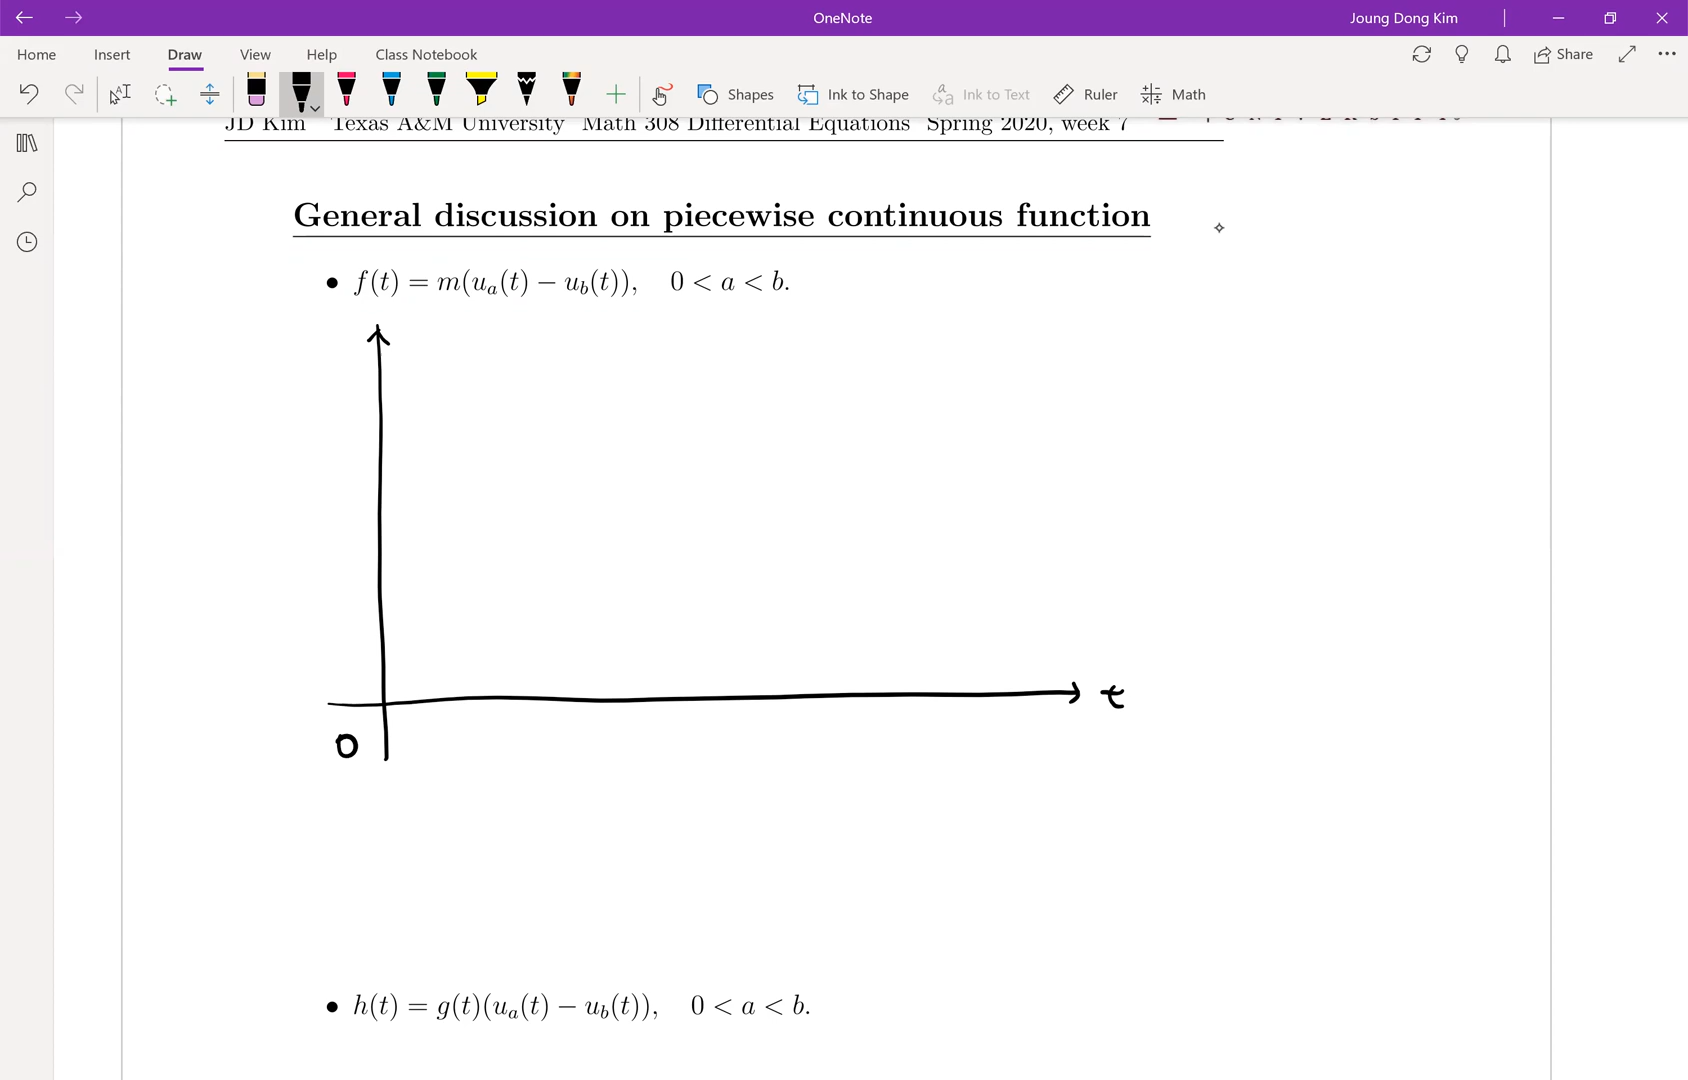 OneNote
Joung Dong Kim
Home Insert Draw View Help Class Notebook
Share
Shapes Ink to Shape Ink to Text Ruler Math
JD Kim Texas A&M University Math 308 Differential Equations Spring 2020, week 7
General discussion on piecewise continuous function
• f(t) = m(uₐ(t) − u_b(t)), 0 < a < b.
t
0
• h(t) = g(t)(uₐ(t) − u_b(t)), 0 < a < b.